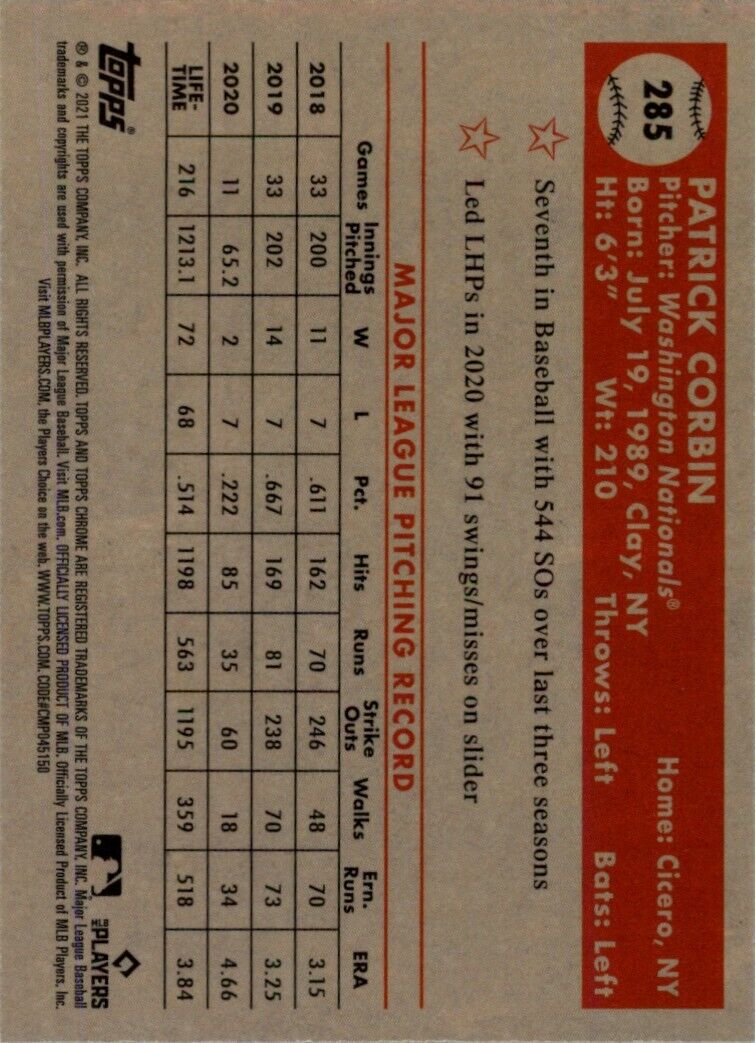 285
PATRICK CORBIN
Pitcher: Washington Nationals® Home: Cicero, NY
Born: July 19, 1989, Clay, NY
Ht: 6'3" Wt: 210 Throws: Left Bats: Left
Seventh in Baseball with 544 SOs over last three seasons
Led LHPs in 2020 with 91 swings/misses on slider
MAJOR LEAGUE PITCHING RECORD
Games Innings Pitched W L Pct. Hits Runs Strike Outs Walks Ern. Runs ERA
2018 33 200 11 7 .611 162 70 246 48 70 3.15
2019 33 202 14 7 .667 169 81 238 70 73 3.25
2020 11 65.2 2 7 .222 85 35 60 18 34 4.66
LIFE-TIME 216 1213.1 72 68 .514 1198 563 1195 359 518 3.84
topps®
MLB PLAYERS
® & © 2021 THE TOPPS COMPANY, INC. ALL RIGHTS RESERVED. TOPPS AND TOPPS CHROME ARE REGISTERED TRADEMARKS OF THE TOPPS COMPANY, INC. Major League Baseball
trademarks and copyrights are used with permission of Major League Baseball. Visit MLB.com. OFFICIALLY LICENSED PRODUCT OF MLB. Officially Licensed Product of MLB Players, Inc.
Visit MLBPLAYERS.COM, the Players Choice on the web. WWW.TOPPS.COM. CODE#CMP045150